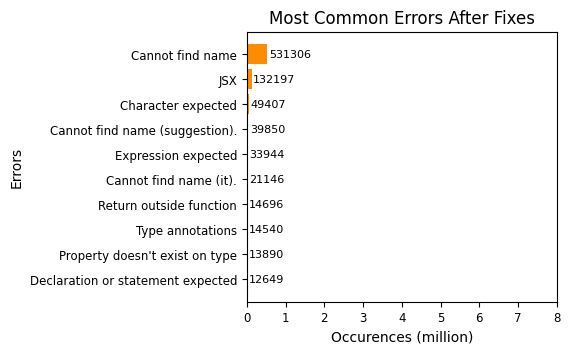 Most Common Errors After Fixes
Errors
Cannot find name 531306
JSX 132197
Character expected 49407
Cannot find name (suggestion). 39850
Expression expected 33944
Cannot find name (it). 21146
Return outside function 14696
Type annotations 14540
Property doesn't exist on type 13890
Declaration or statement expected 12649
0 1 2 3 4 5 6 7 8
Occurences (million)